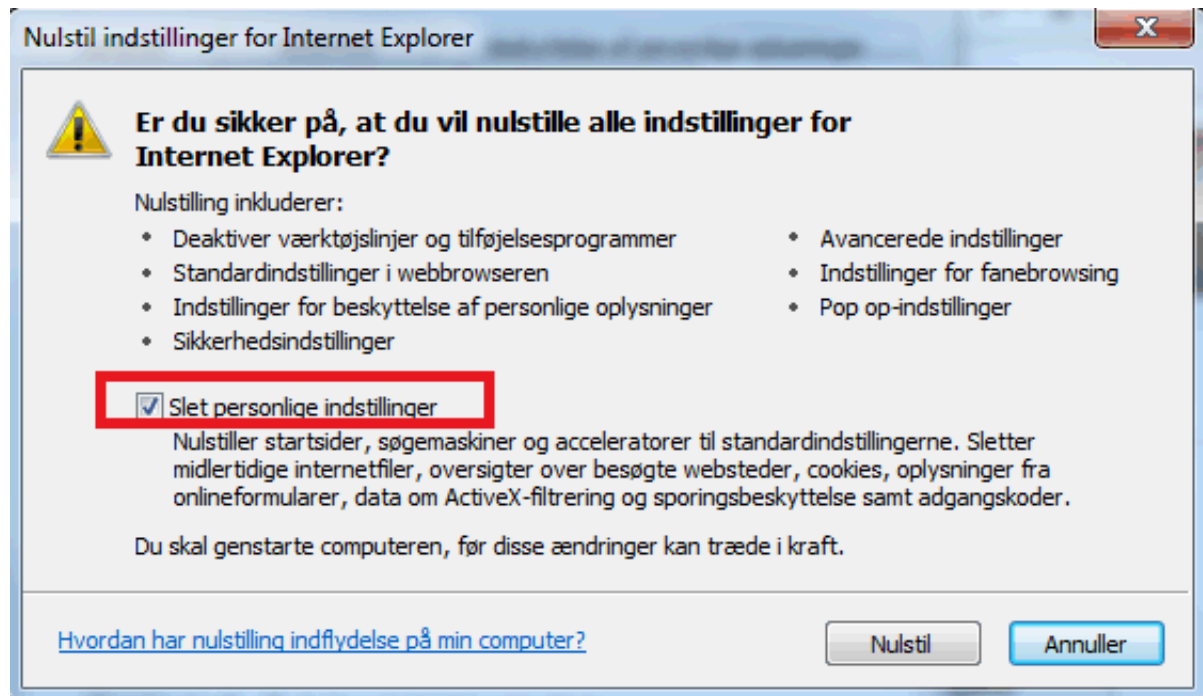 Nulstil indstillinger for Internet Explorer
X
Er du sikker på, at du vil nulstille alle indstillinger for
Internet Explorer?
Nulstilling inkluderer:
• Deaktiver værktøjslinjer og tilføjelsesprogrammer
• Standardindstillinger i webbrowseren
• Indstillinger for beskyttelse af personlige oplysninger
• Sikkerhedsindstillinger
• Avancerede indstillinger
• Indstillinger for fanebrowsing
• Pop op-indstillinger
Slet personlige indstillinger
Nulstiller startsider, søgemaskiner og acceleratorer til standardindstillingerne. Sletter
midlertidige internetfiler, oversigter over besøgte websteder, cookies, oplysninger fra
onlineformularer, data om ActiveX-filtrering og sporingsbeskyttelse samt adgangskoder.
Du skal genstarte computeren, før disse ændringer kan træde i kraft.
Hvordan har nulstilling indflydelse på min computer?
Nulstil
Annuller